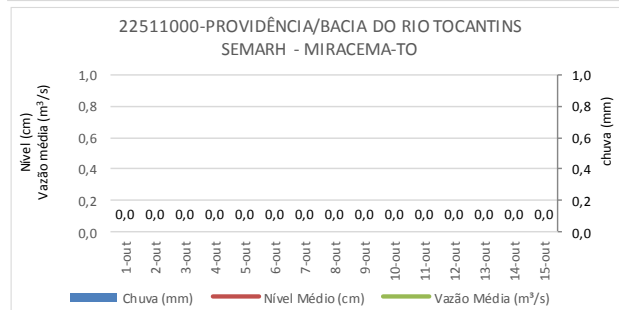 22511000-PROVIDÊNCIA/BACIA DO RIO TOCANTINS
SEMARH - MIRACEMA-TO
Nível (cm)
Vazão média (m³/s)
1,0
0,8
0,6
0,4
0,2
0,0
0,0 0,0 0,0 0,0 0,0 0,0 0,0 0,0 0,0 0,0 0,0 0,0 0,0 0,0 0,0
1,0
0,8
0,6
0,4
0,2
0,0
chuva (mm)
1-out 2-out 3-out 4-out 5-out 6-out 7-out 8-out 9-out 10-out 11-out 12-out 13-out 14-out 15-out
Chuva (mm) Nível Médio (cm) Vazão Média (m³/s)